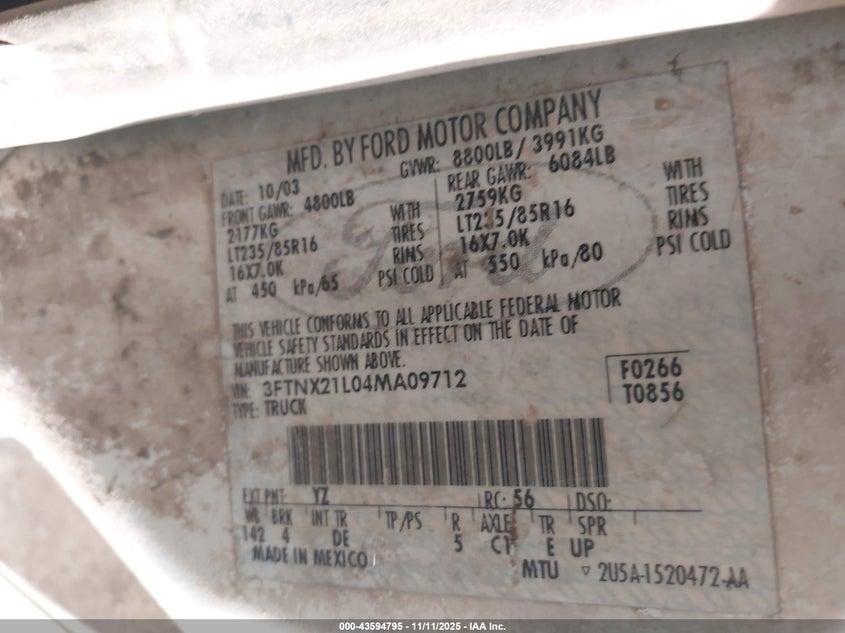 MFD. BY FORD MOTOR COMPANY
DATE: 10/03 GVWR: 8800LB/ 3991KG
FRONT GAWR: 4800LB REAR GAWR: 6084LB
2177KG WITH 2759KG WITH
LT235/85R16 TIRES LT235/85R16 TIRES
16X7.0K RIMS 16X7.0K RIMS
AT 450 kPa/65 PSI COLD AT 550 kPa/80 PSI COLD
THIS VEHICLE CONFORMS TO ALL APPLICABLE FEDERAL MOTOR
VEHICLE SAFETY STANDARDS IN EFFECT ON THE DATE OF
MANUFACTURE SHOWN ABOVE.
VIN: 3FTNX21L04MA09712 F0266
TYPE: TRUCK T0856
EXT PNT: YZ RC: 56 DSO:
WB BRK INT TR TP/PS R AXLE TR SPR
142 4 DE 5 C1 E UP
MADE IN MEXICO MTU ▽ 2U5A-1520472-AA
000-43594795 - 11/11/2025 - IAA Inc.